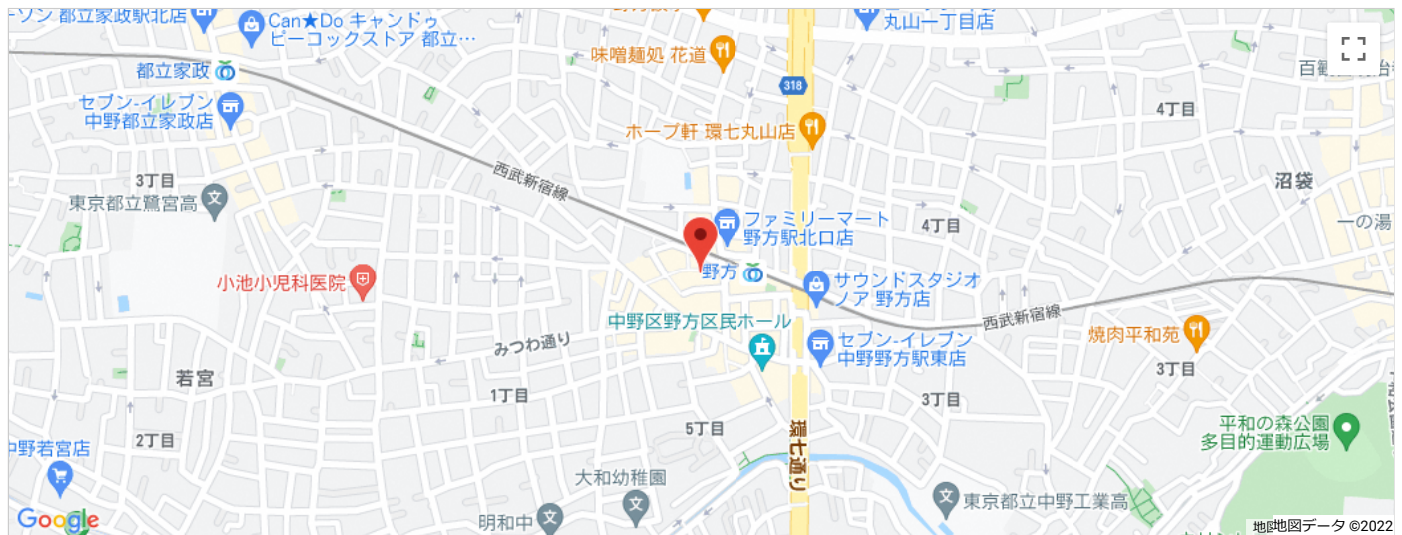 ーソン 都立家政駅北店
Can★Do キャンドゥ
ピーコックストア 都立…
丸山一丁目店
味噌麺処 花道
都立家政
318
セブン-イレブン
中野都立家政店
4丁目
ホープ軒 環七丸山店
西武新宿線
3丁目
沼袋
東京都立鷺宮高
ファミリーマート
野方駅北口店
4丁目
一の湯
野方
小池小児科医院
サウンドスタジオ
ノア 野方店
中野区野方区民ホール
西武新宿線
焼肉平和苑
みつわ通り
セブン-イレブン
中野野方駅東店
若宮
3丁目
1丁目
3丁目
平和の森公園
多目的運動広場
5丁目
環七通り
2丁目
中野若宮店
大和幼稚園
東京都立中野工業高
明和中
Google
地図データ ©2022